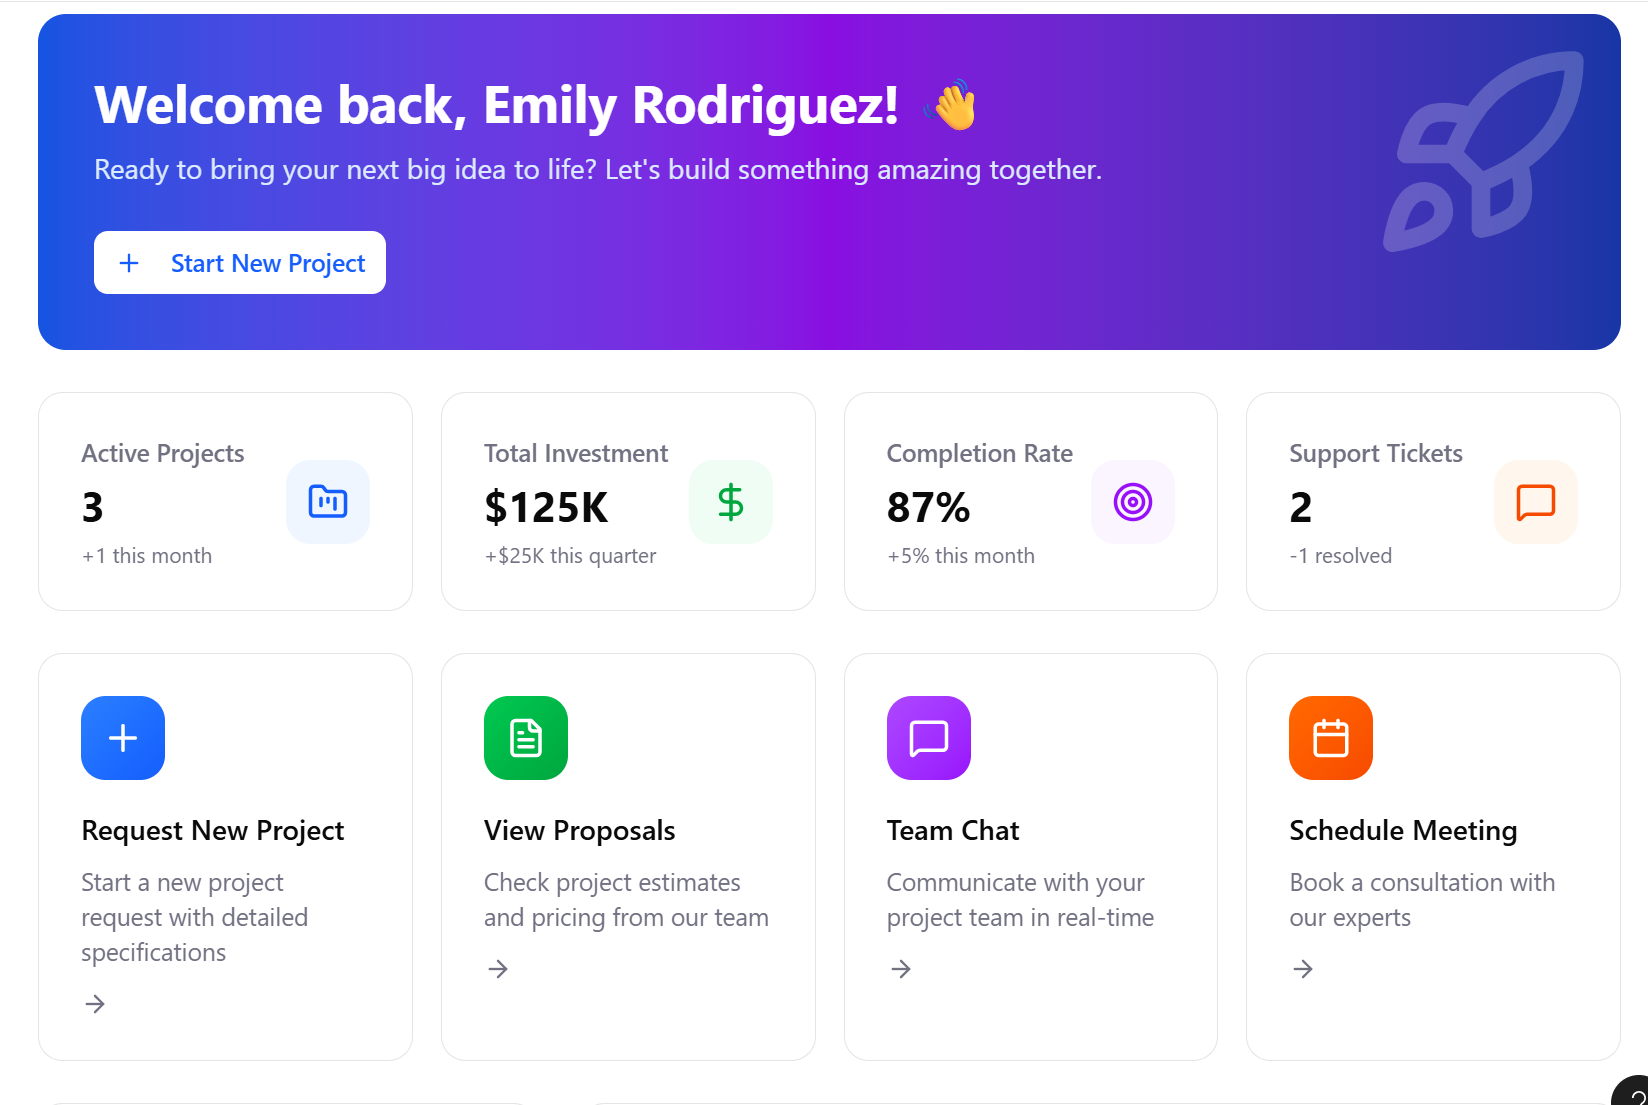 Welcome back, Emily Rodriguez! 👋
Ready to bring your next big idea to life? Let's build something amazing together.
Start New Project
Active Projects
3
+1 this month
Total Investment
$125K
+$25K this quarter
Completion Rate
87%
+5% this month
Support Tickets
2
-1 resolved
Request New Project
Start a new project
request with detailed
specifications
View Proposals
Check project estimates
and pricing from our team
Team Chat
Communicate with your
project team in real-time
Schedule Meeting
Book a consultation with
our experts
?